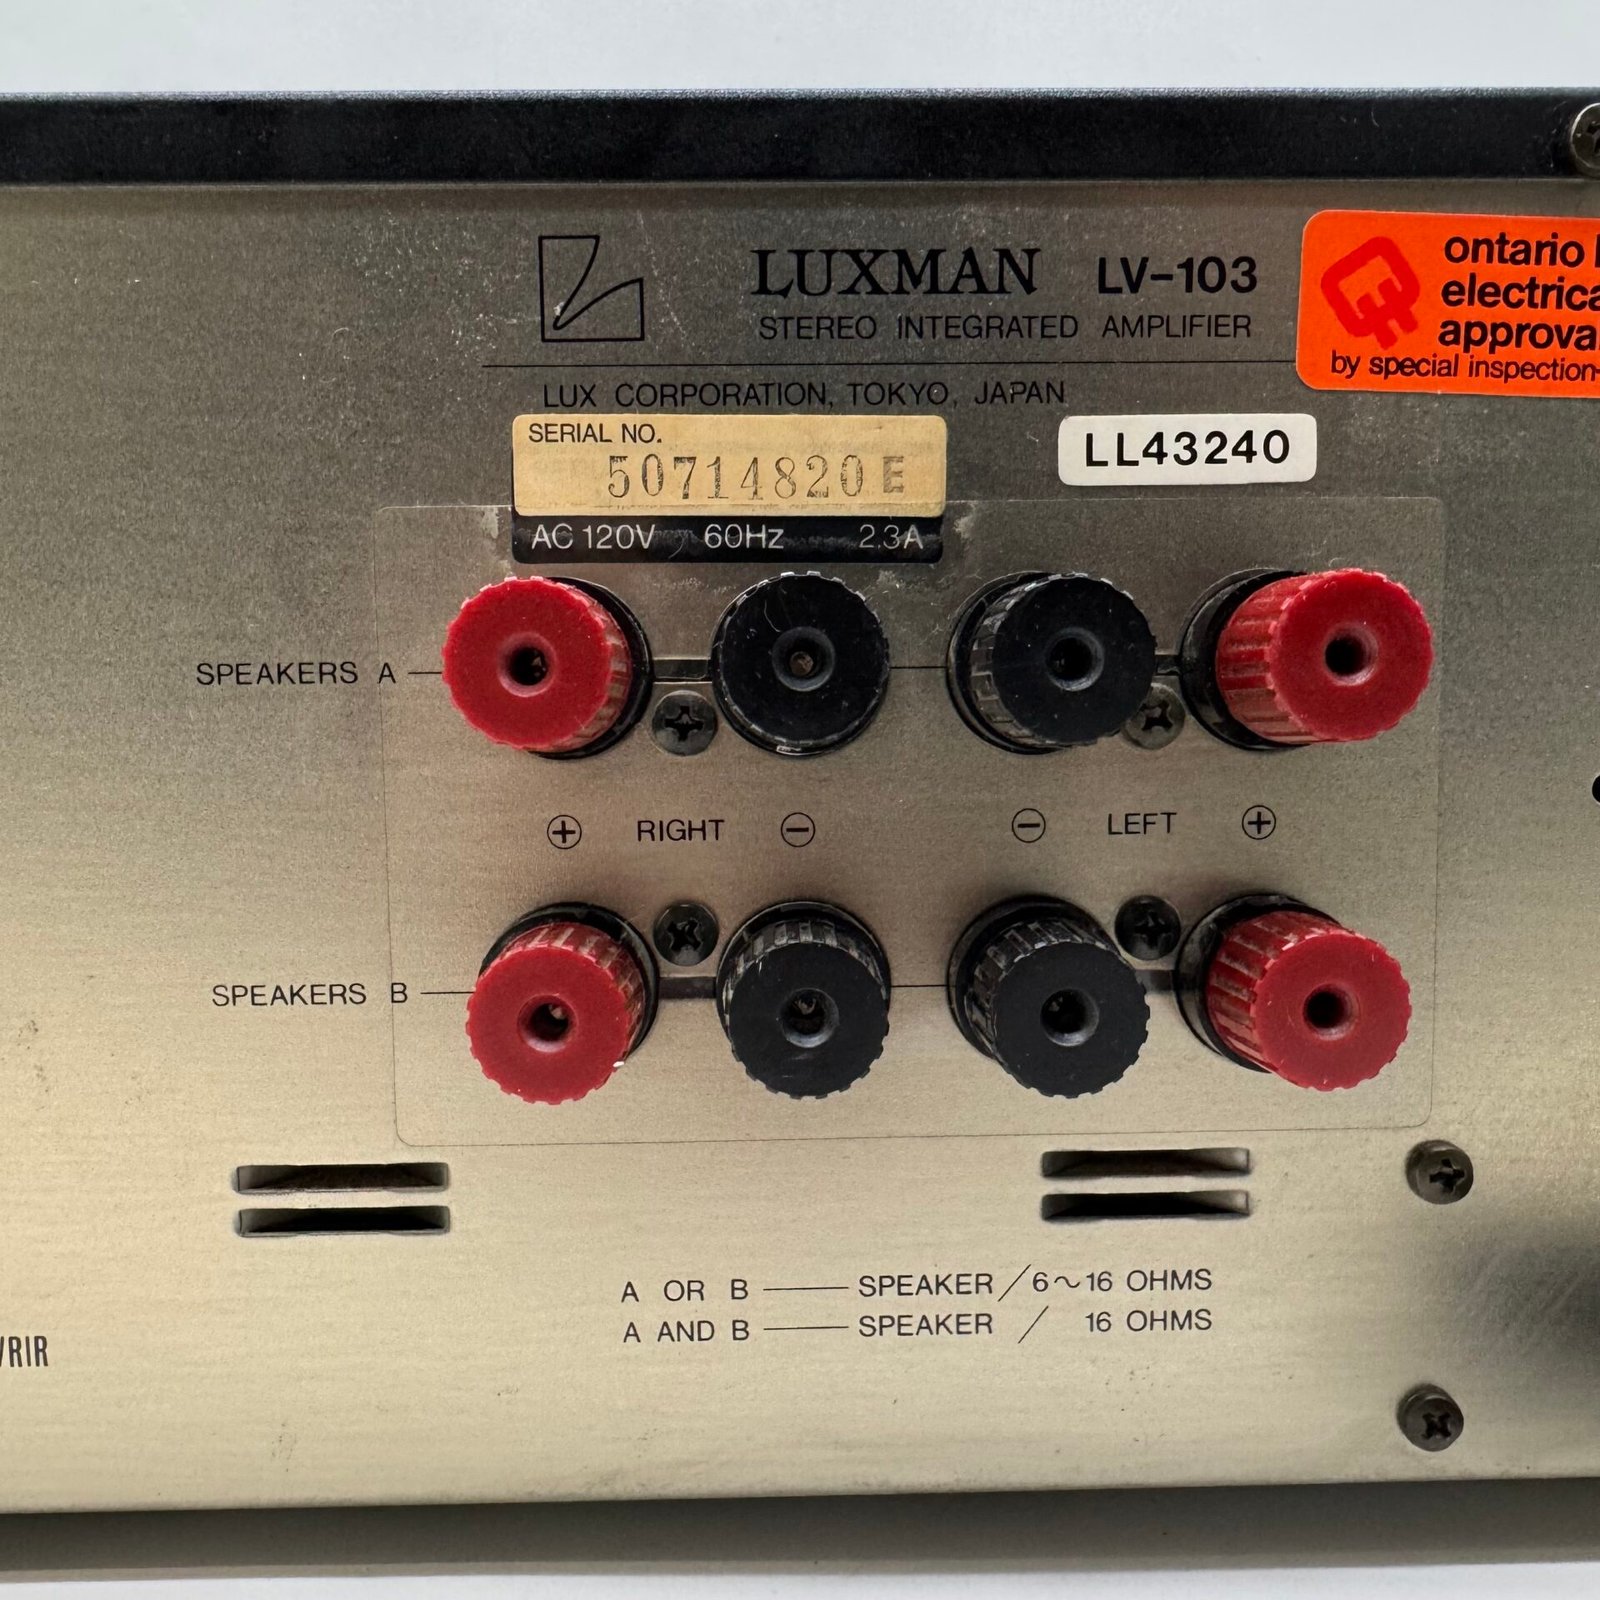 LUXMAN LV-103
STEREO INTEGRATED AMPLIFIER
LUX CORPORATION, TOKYO, JAPAN
ontario
electrica
approva
by special inspection-
SERIAL NO.
50714820E
LL43240
AC 120V 60Hz 2.3A
SPEAKERS A
⊕ RIGHT ⊖ ⊖ LEFT ⊕
SPEAKERS B
A OR B — SPEAKER / 6~16 OHMS
A AND B — SPEAKER / 16 OHMS
VRIR